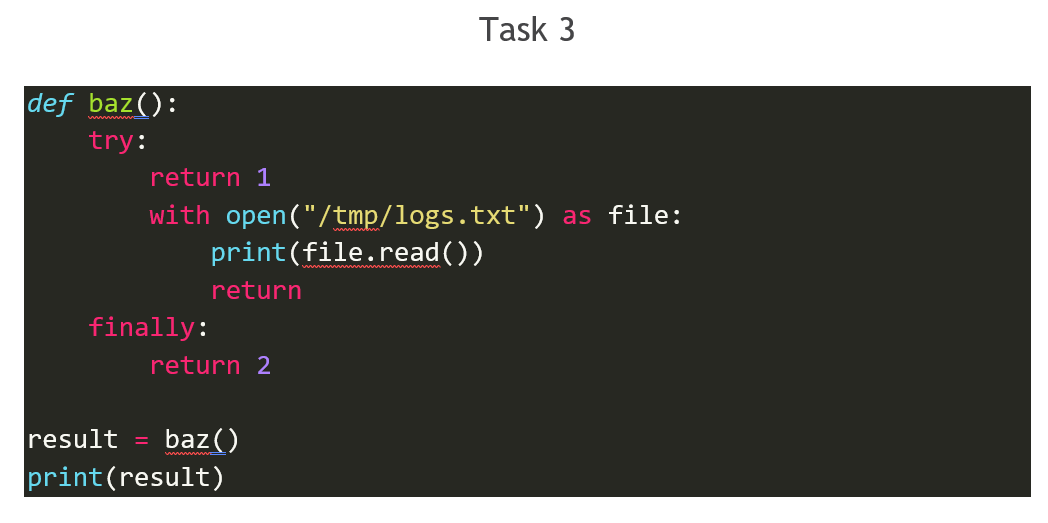 Task 3
def baz():
    try:
        return 1
        with open("/tmp/logs.txt") as file:
            print(file.read())
            return
    finally:
        return 2
result = baz()
print(result)